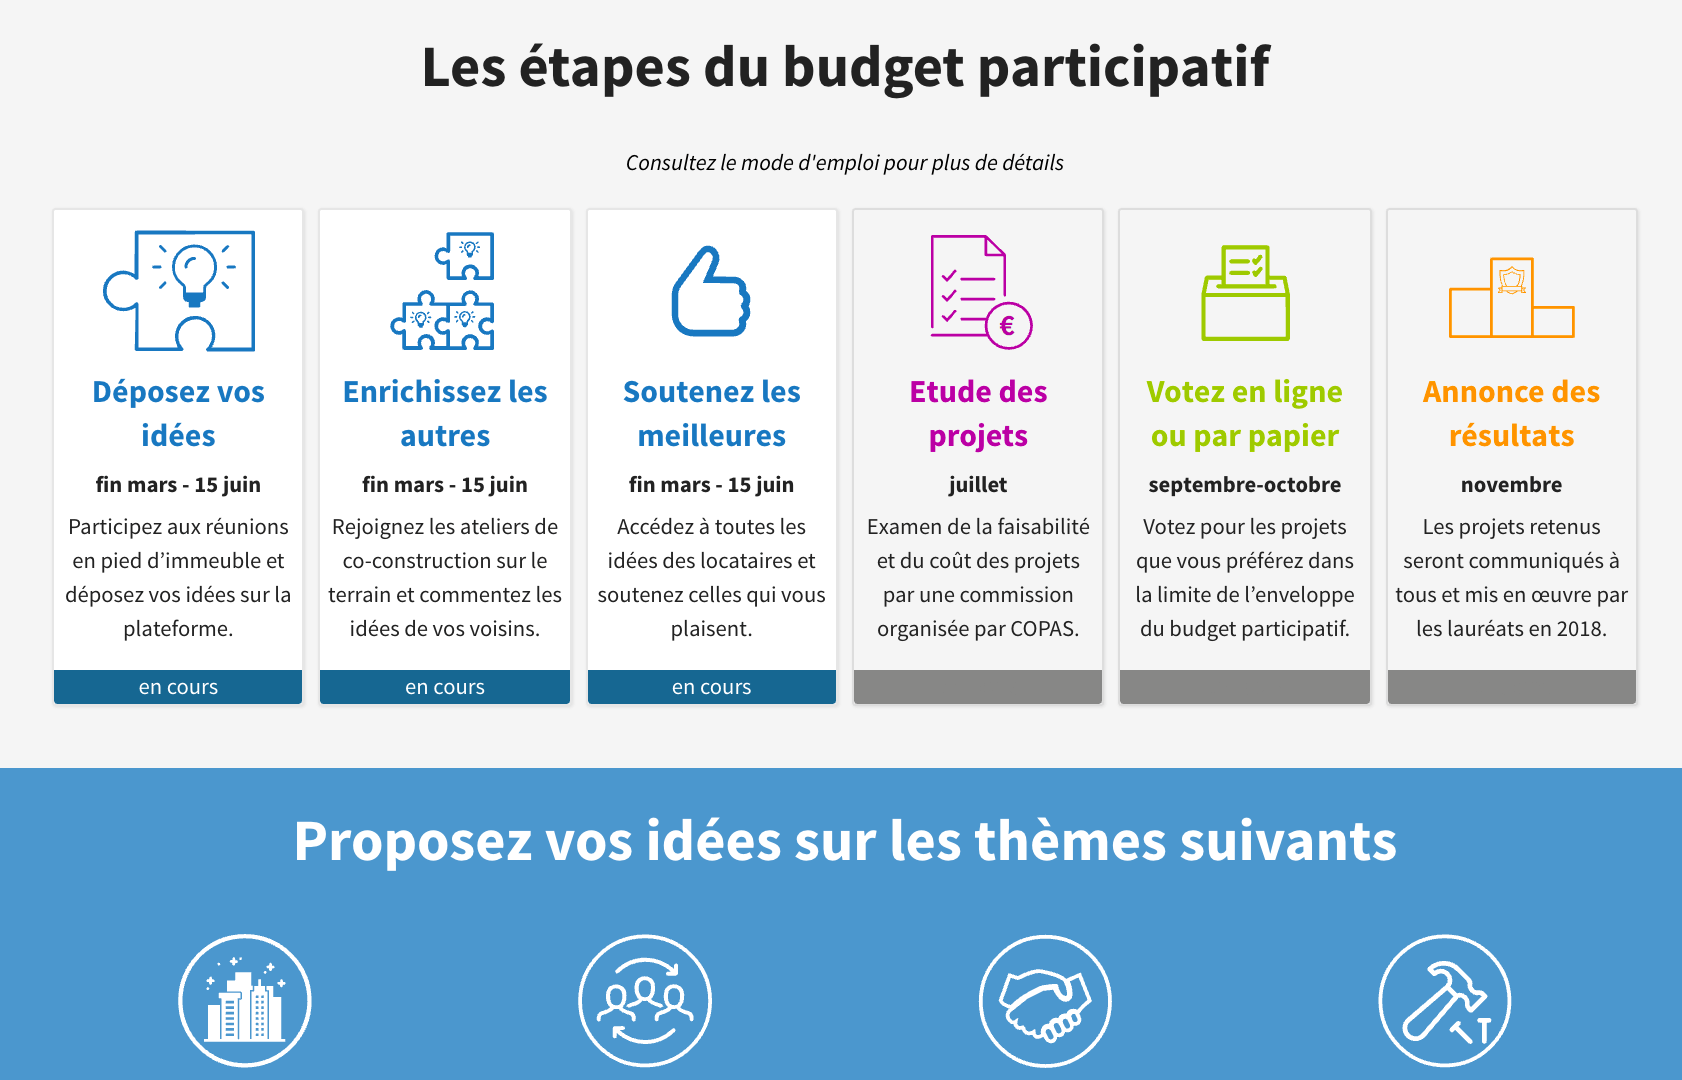 Les étapes du budget participatif
Consultez le mode d'emploi pour plus de détails
Déposez vos
idées
fin mars - 15 juin
Participez aux réunions
en pied d’immeuble et
déposez vos idées sur la
plateforme.
en cours
Enrichissez les
autres
fin mars - 15 juin
Rejoignez les ateliers de
co-construction sur le
terrain et commentez les
idées de vos voisins.
en cours
Soutenez les
meilleures
fin mars - 15 juin
Accédez à toutes les
idées des locataires et
soutenez celles qui vous
plaisent.
en cours
€
Etude des
projets
juillet
Examen de la faisabilité
et du coût des projets
par une commission
organisée par COPAS.
Votez en ligne
ou par papier
septembre-octobre
Votez pour les projets
que vous préférez dans
la limite de l’enveloppe
du budget participatif.
Annonce des
résultats
novembre
Les projets retenus
seront communiqués à
tous et mis en œuvre par
les lauréats en 2018.
Proposez vos idées sur les thèmes suivants